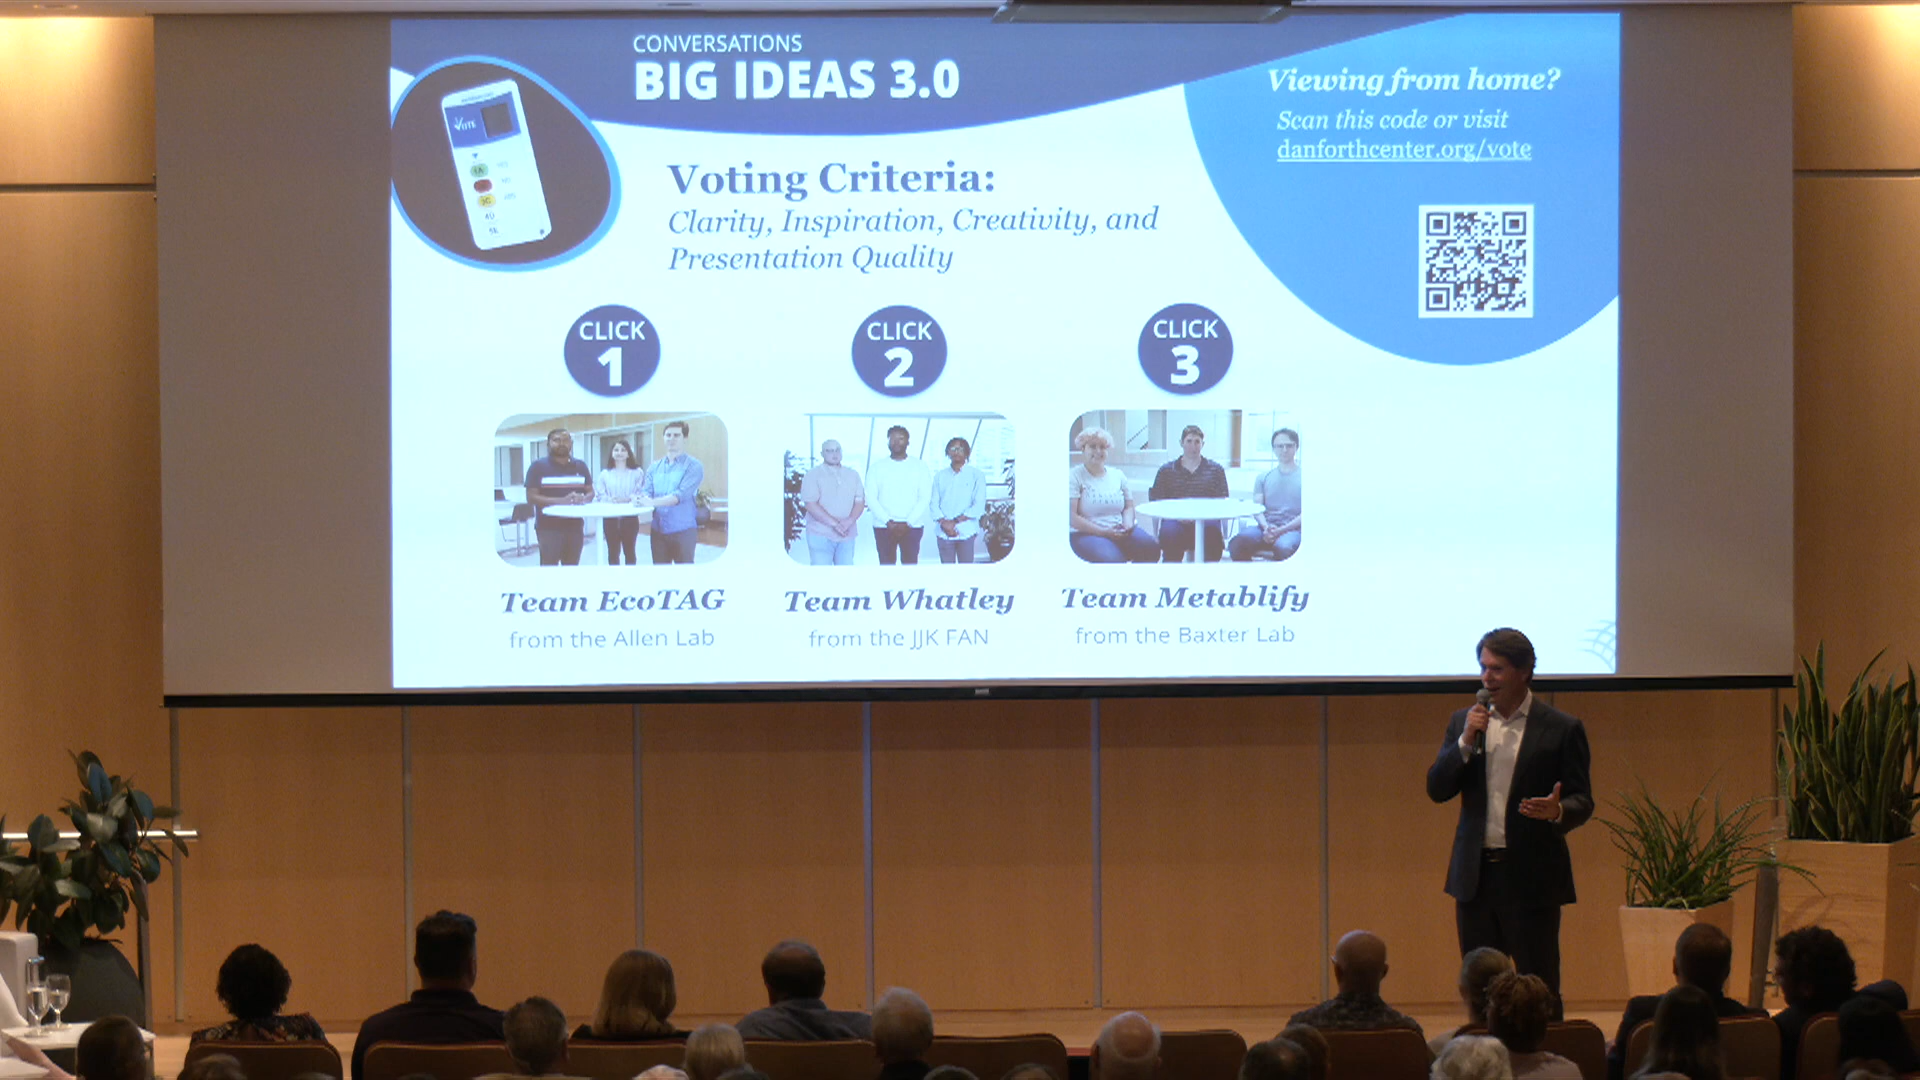 CONVERSATIONS
BIG IDEAS 3.0
Viewing from home?
Scan this code or visit
danforthcenter.org/vote
VOTE
Voting Criteria:
Clarity, Inspiration, Creativity, and
Presentation Quality
CLICK
1
CLICK
2
CLICK
3
Team EcoTAG
from the Allen Lab
Team Whatley
from the JJK FAN
Team Metablify
from the Baxter Lab